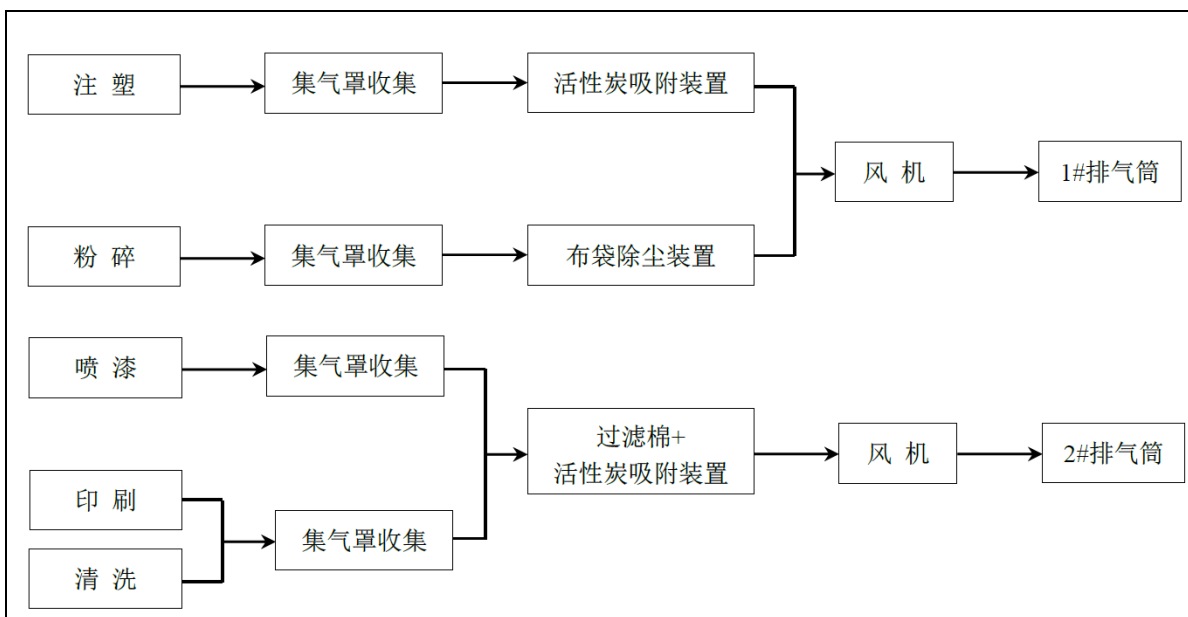 注 塑
集气罩收集
活性炭吸附装置
风 机
1#排气筒
粉 碎
集气罩收集
布袋除尘装置
喷 漆
集气罩收集
过滤棉+
活性炭吸附装置
风 机
2#排气筒
印 刷
集气罩收集
清 洗